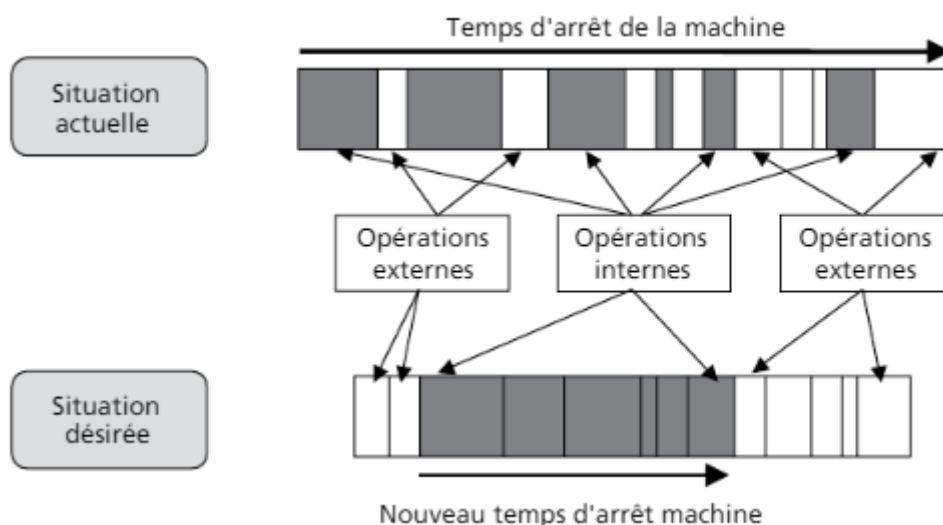 Temps d'arrêt de la machine
Situation
actuelle
Opérations
externes
Opérations
internes
Opérations
externes
Situation
désirée
Nouveau temps d'arrêt machine